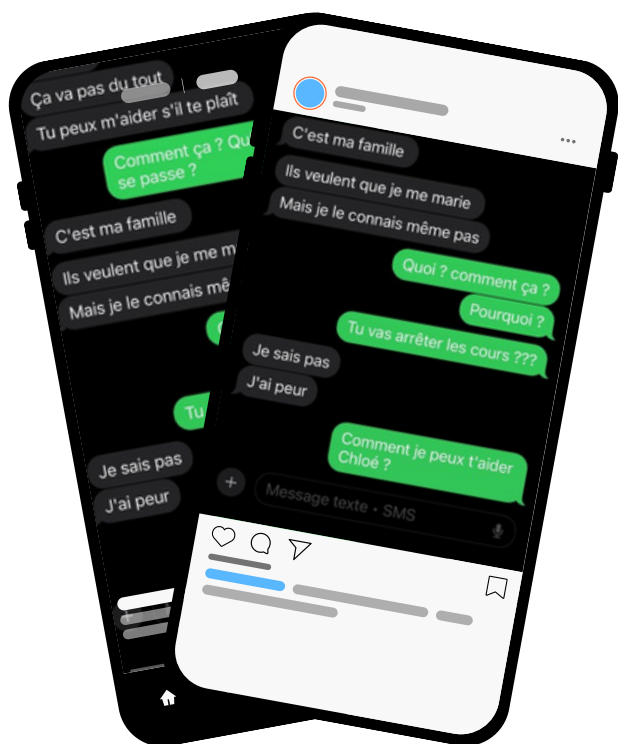 Ça va pas du tout
Tu peux m'aider s'il te plaît
Comment ça ? Qu
se passe ?
C'est ma famille
Ils veulent que je me m
Mais je le connais mê
Tu
Je sais pas
J'ai peur
C'est ma famille
Ils veulent que je me marie
Mais je le connais même pas
Quoi ? comment ça ?
Pourquoi ?
Tu vas arrêter les cours ???
Je sais pas
J'ai peur
Comment je peux t'aider
Chloé ?
Message texte • SMS